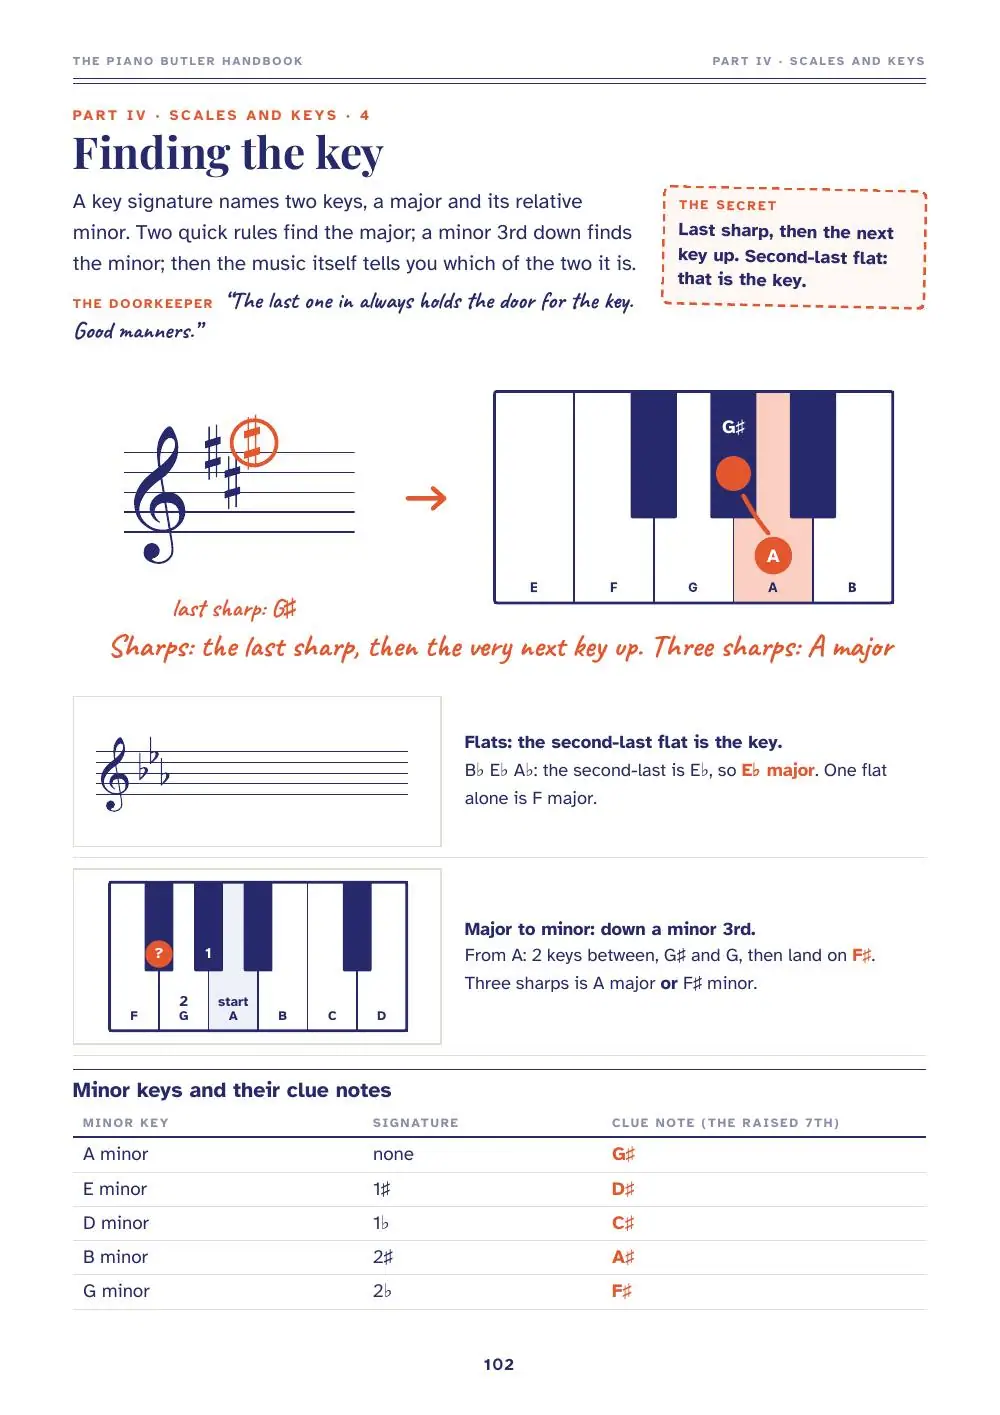 THE PIANO BUTLER HANDBOOK
PART IV · SCALES AND KEYS
PART IV · SCALES AND KEYS · 4
Finding the key
A key signature names two keys, a major and its relative
minor. Two quick rules find the major; a minor 3rd down finds
the minor; then the music itself tells you which of the two it is.
THE DOORKEEPER “The last one in always holds the door for the key.
Good manners.”
THE SECRET
Last sharp, then the next
key up. Second-last flat:
that is the key.
G♯
A
E F G A B
last sharp: G♯
Sharps: the last sharp, then the very next key up. Three sharps: A major
Flats: the second-last flat is the key.
B♭ E♭ A♭: the second-last is E♭, so E♭ major. One flat
alone is F major.
? 1
2 start
F G A B C D
Major to minor: down a minor 3rd.
From A: 2 keys between, G♯ and G, then land on F♯.
Three sharps is A major or F♯ minor.
Minor keys and their clue notes
MINOR KEY SIGNATURE CLUE NOTE (THE RAISED 7TH)
A minor none G♯
E minor 1♯ D♯
D minor 1♭ C♯
B minor 2♯ A♯
G minor 2♭ F♯
102